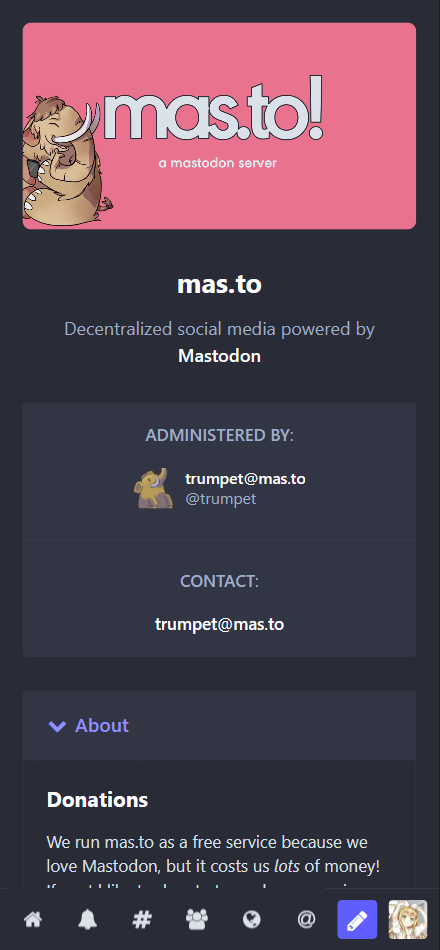 mas.to!
a mastodon server
mas.to
Decentralized social media powered by
Mastodon
ADMINISTERED BY:
trumpet@mas.to
@trumpet
CONTACT:
trumpet@mas.to
About
Donations
We run mas.to as a free service because we
love Mastodon, but it costs us lots of money!